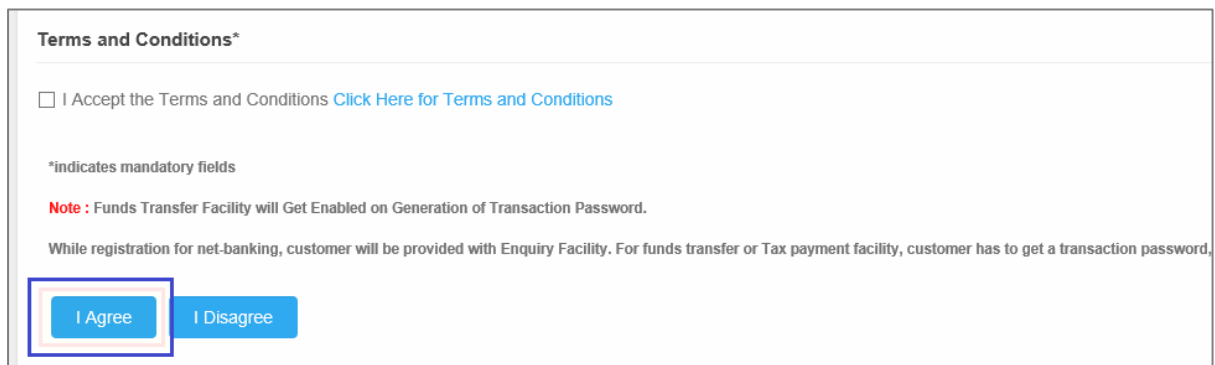 Terms and Conditions*
I Accept the Terms and Conditions Click Here for Terms and Conditions
*indicates mandatory fields
Note : Funds Transfer Facility will Get Enabled on Generation of Transaction Password.
While registration for net-banking, customer will be provided with Enquiry Facility. For funds transfer or Tax payment facility, customer has to get a transaction password,
I Agree I Disagree